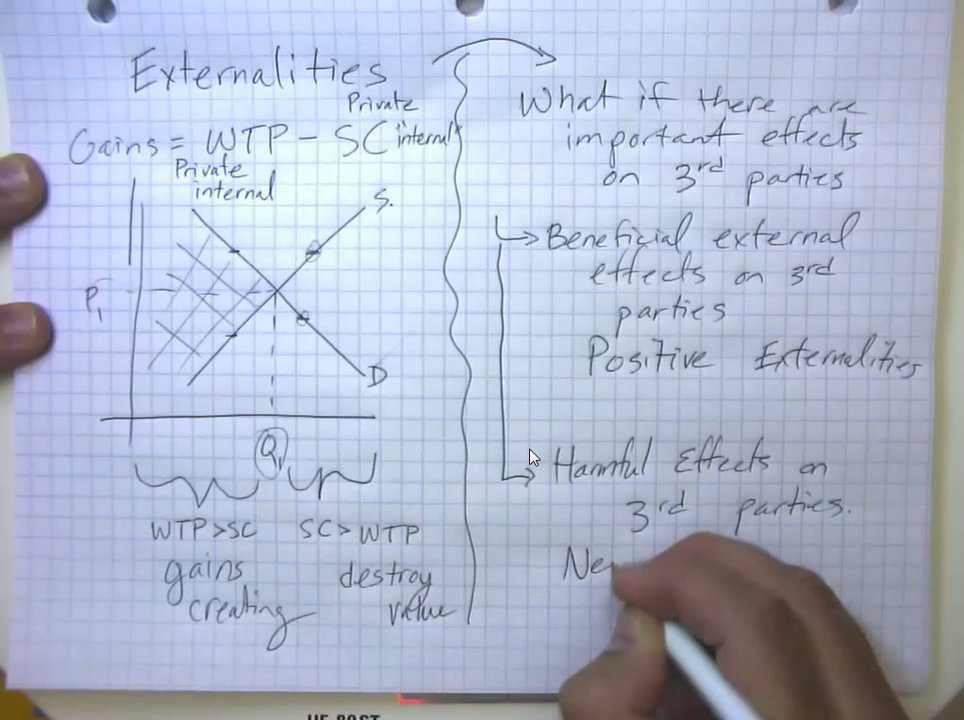 Externalities
Private
Gains = WTP - SC internal
Private
internal
S.
P1
D
Q1
WTP>SC
gains
creating
SC>WTP
destroy
value
What if there are
important effects
on 3rd parties
Beneficial external
effects on 3rd
parties
Positive Externalities
Harmful Effects on
3rd parties.
Ne